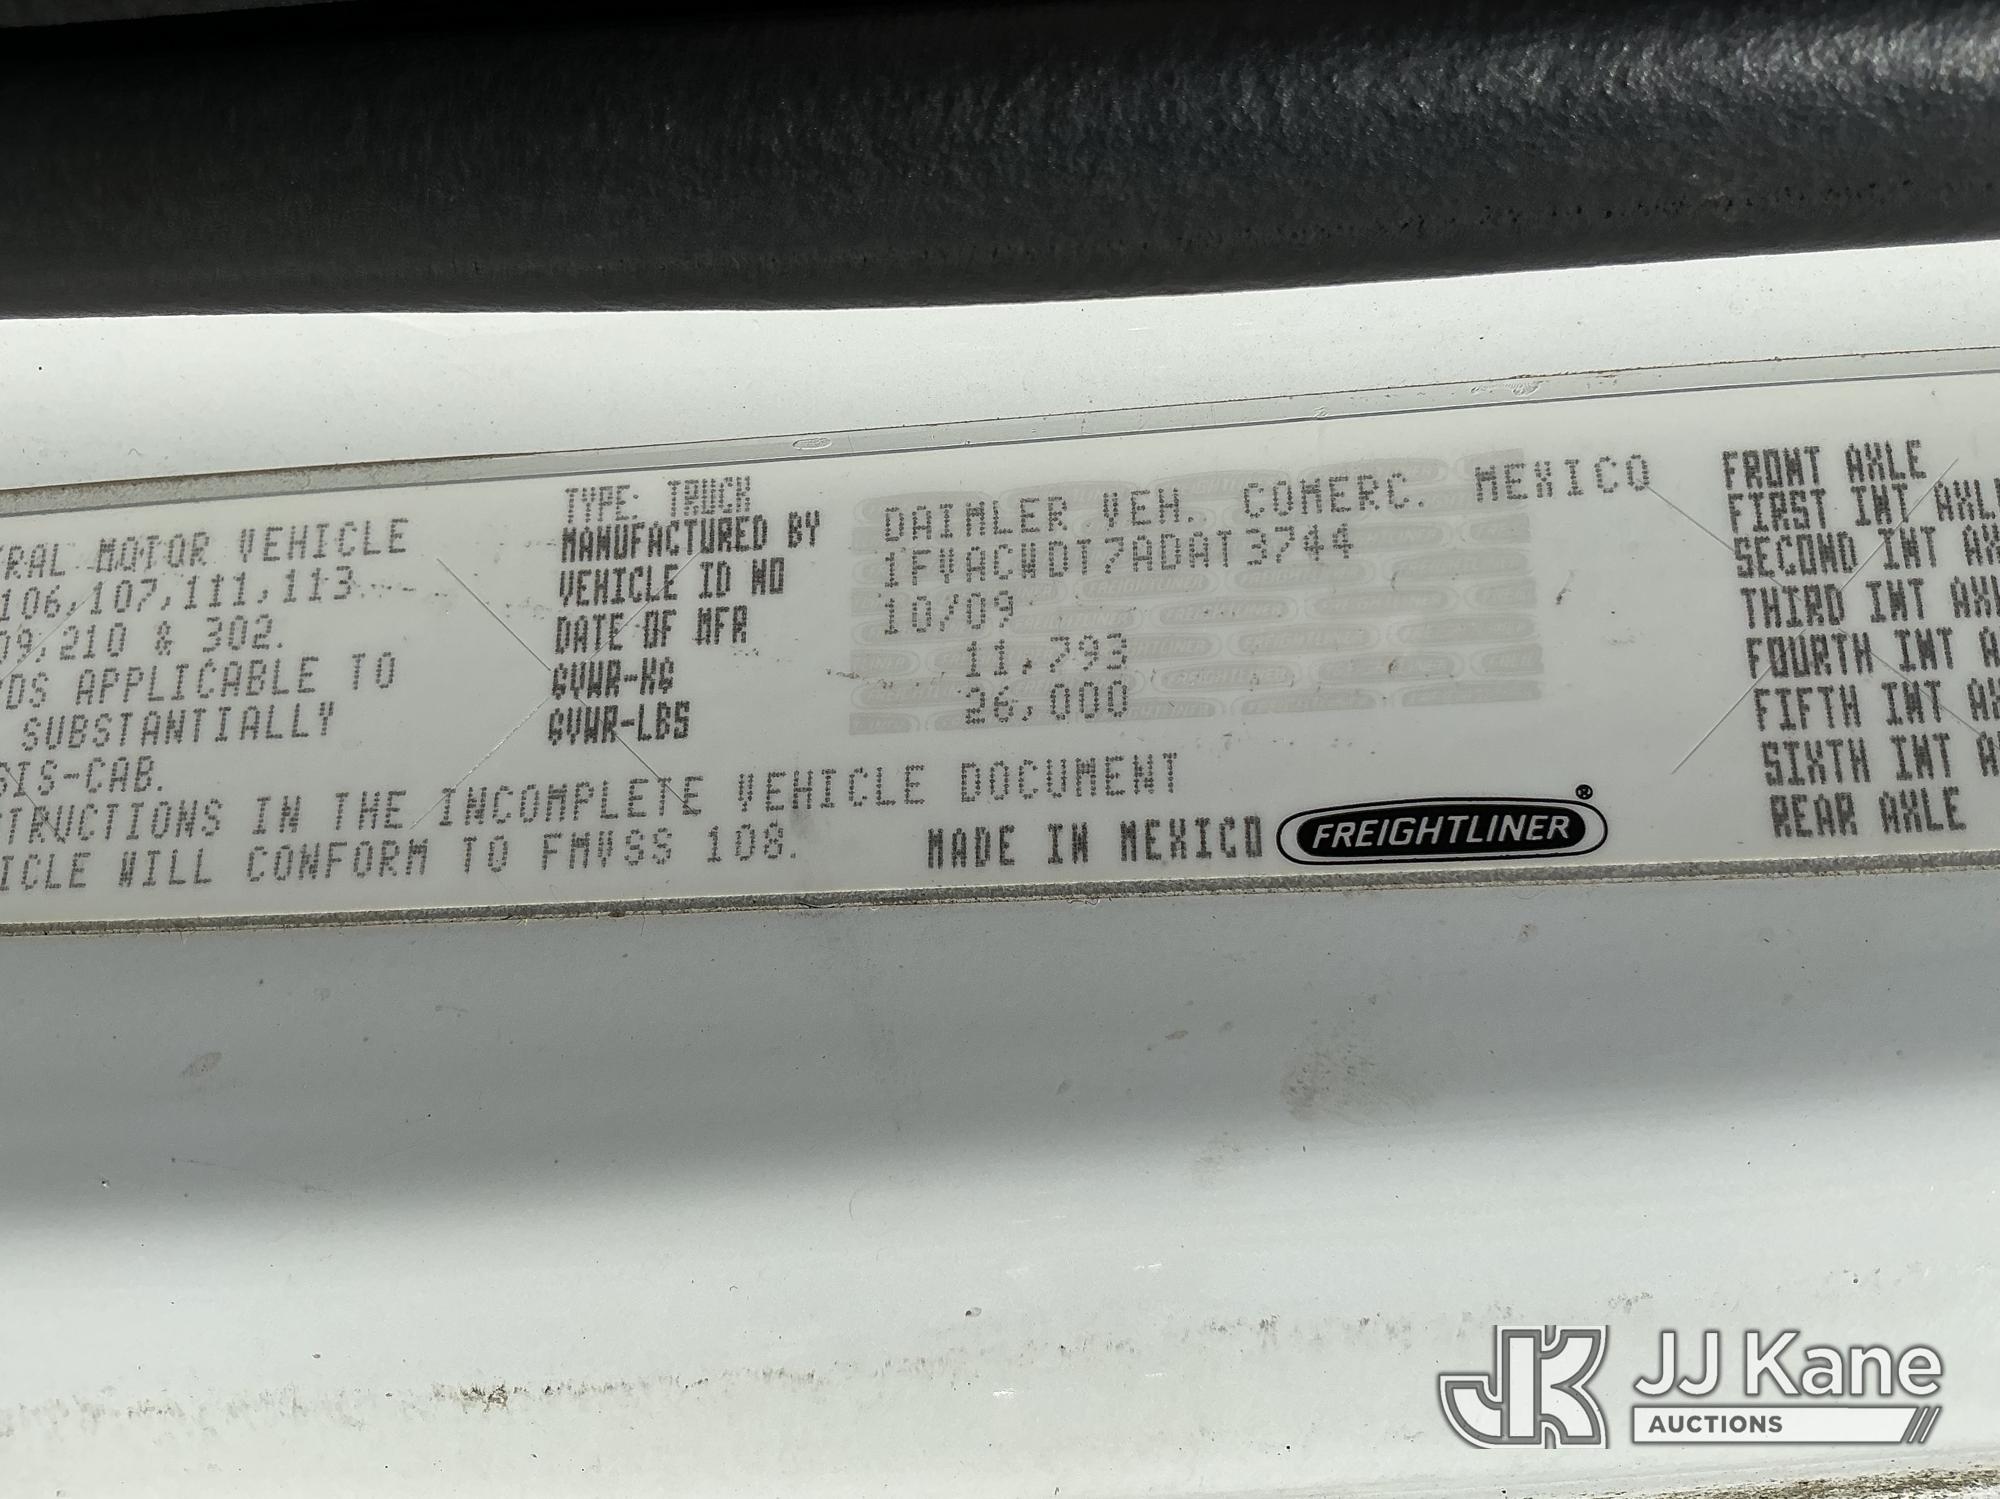 RAL MOTOR VEHICLE
106,107,111,113
09,210 & 302.
DS APPLICABLE TO
SUBSTANTIALLY
SIS-CAB.
TRUCTIONS IN THE INCOMPLETE VEHICLE DOCUMENT
ICLE WILL CONFORM TO FMVSS 108.
TYPE: TRUCK
MANUFACTURED BY DAIMLER VEH. COMERC. MEXICO
VEHICLE ID NO 1FVACWDT7ADAT3744
DATE OF MFR 10/09
GVWR-KG 11,793
GVWR-LBS 26,000
MADE IN MEXICO FREIGHTLINER®
FRONT AXLE
FIRST INT AXLE
SECOND INT AX
THIRD INT AX
FOURTH INT A
FIFTH INT AX
SIXTH INT A
REAR AXLE
JK JJ Kane
AUCTIONS